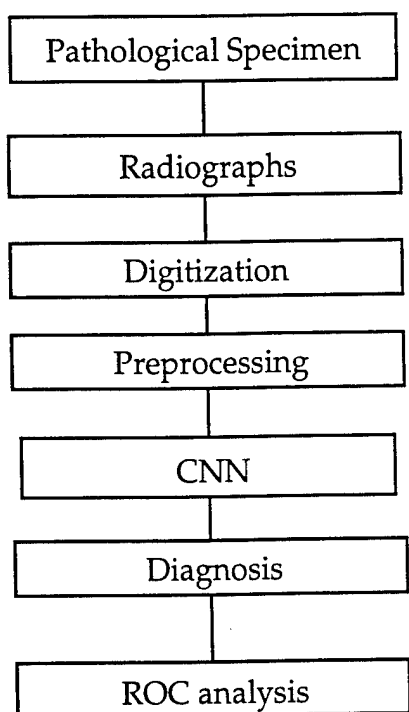 Pathological Specimen
Radiographs
Digitization
Preprocessing
CNN
Diagnosis
ROC analysis